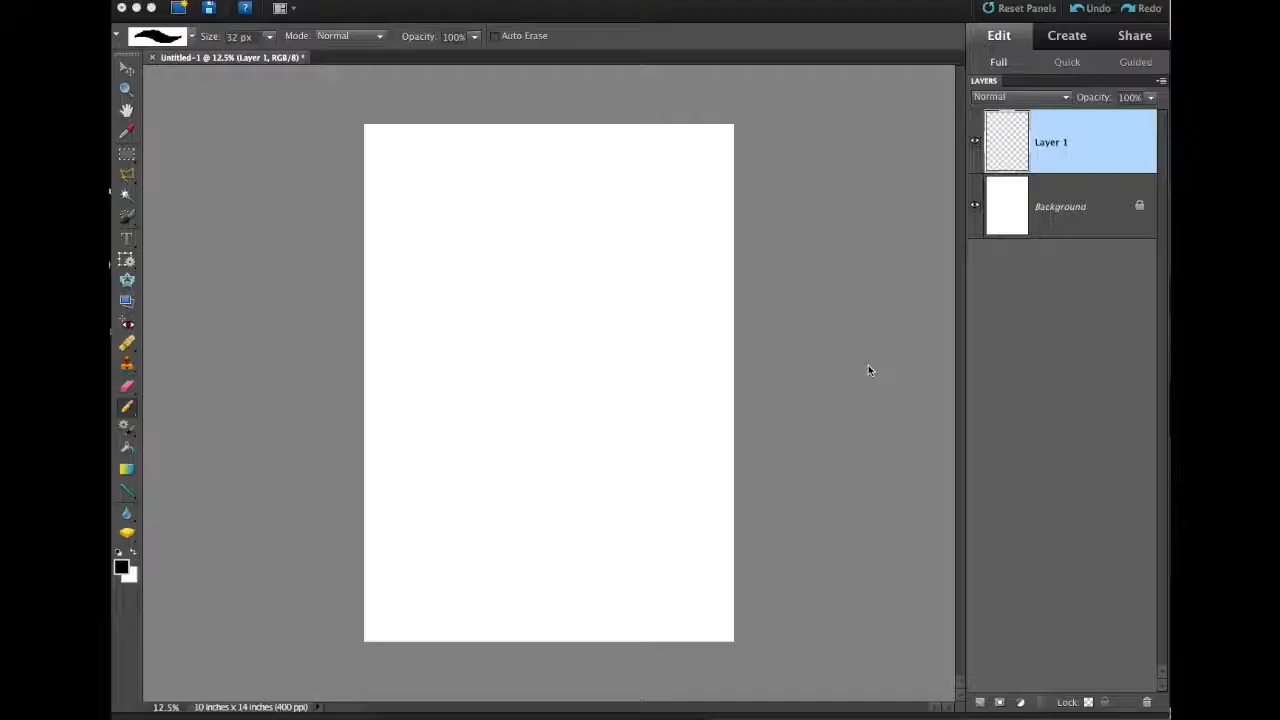 Reset Panels Undo Redo
Size: 32 px Mode: Normal Opacity: 100% Auto Erase
Edit Create Share
Untitled-1 @ 12.5% (Layer 1, RGB/8) *
Full Quick Guided
LAYERS
Normal Opacity: 100%
Layer 1
Background
12.5% 10 inches x 14 inches (400 ppi)
Lock: